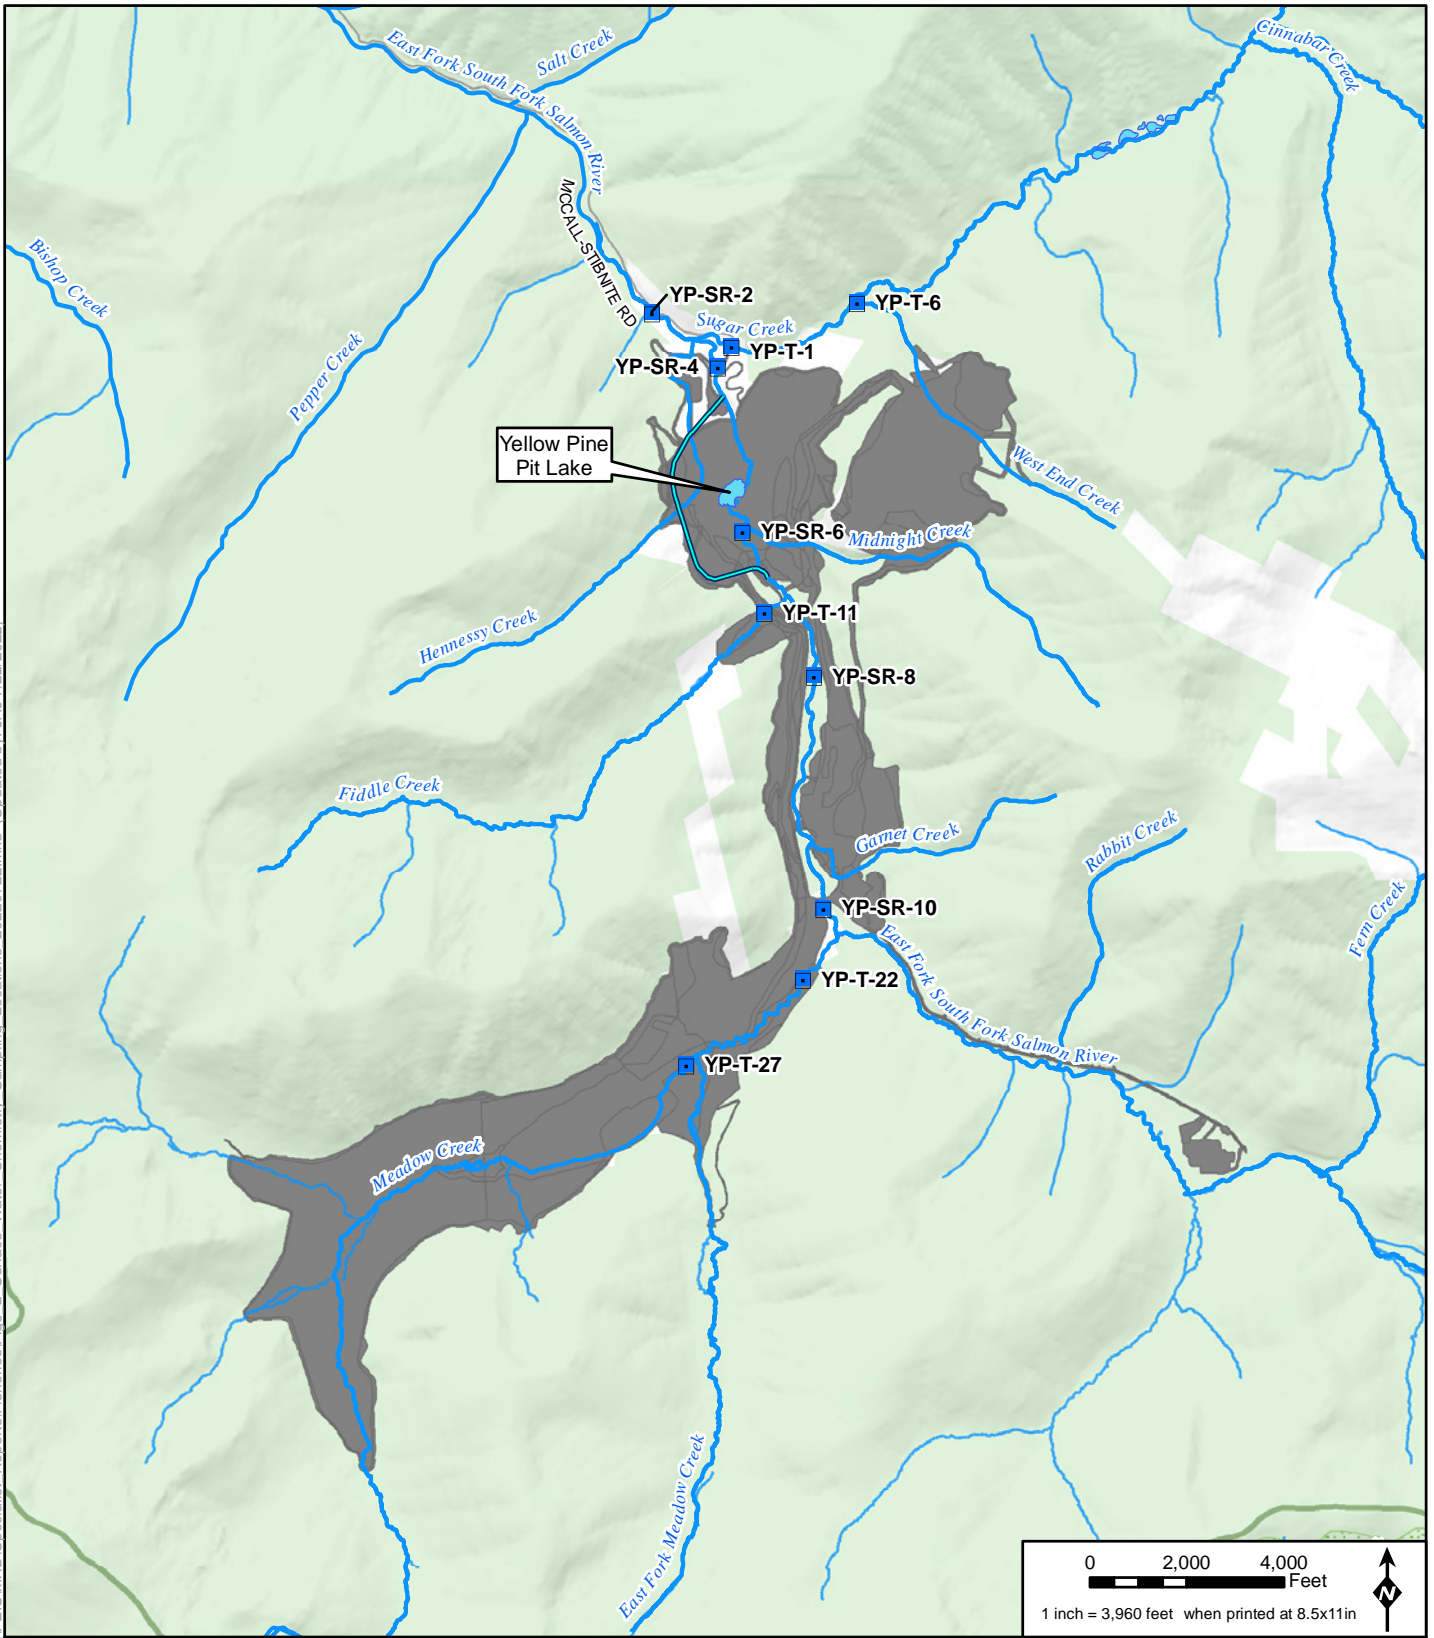 Cinnabar Creek
East Fork South Fork Salmon River
Salt Creek
MCCALL-STIBNITE RD
Bishop Creek
Pepper Creek
YP-SR-2
YP-T-6
Sugar Creek
YP-T-1
YP-SR-4
Yellow Pine
Pit Lake
West End Creek
YP-SR-6
Midnight Creek
YP-T-11
Hennessy Creek
YP-SR-8
Fiddle Creek
Garnet Creek
Rabbit Creek
YP-SR-10
Fern Creek
East Fork South Fork Salmon River
YP-T-22
YP-T-27
Meadow Creek
East Fork Meadow Creek
0 2,000 4,000
Feet
1 inch = 3,960 feet when printed at 8.5x11in
N